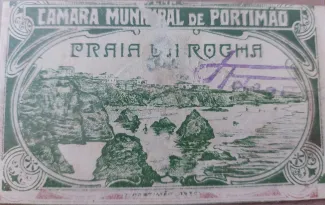 CAMARA MUNICIPAL DE PORTIMÃO
PRAIA DA ROCHA